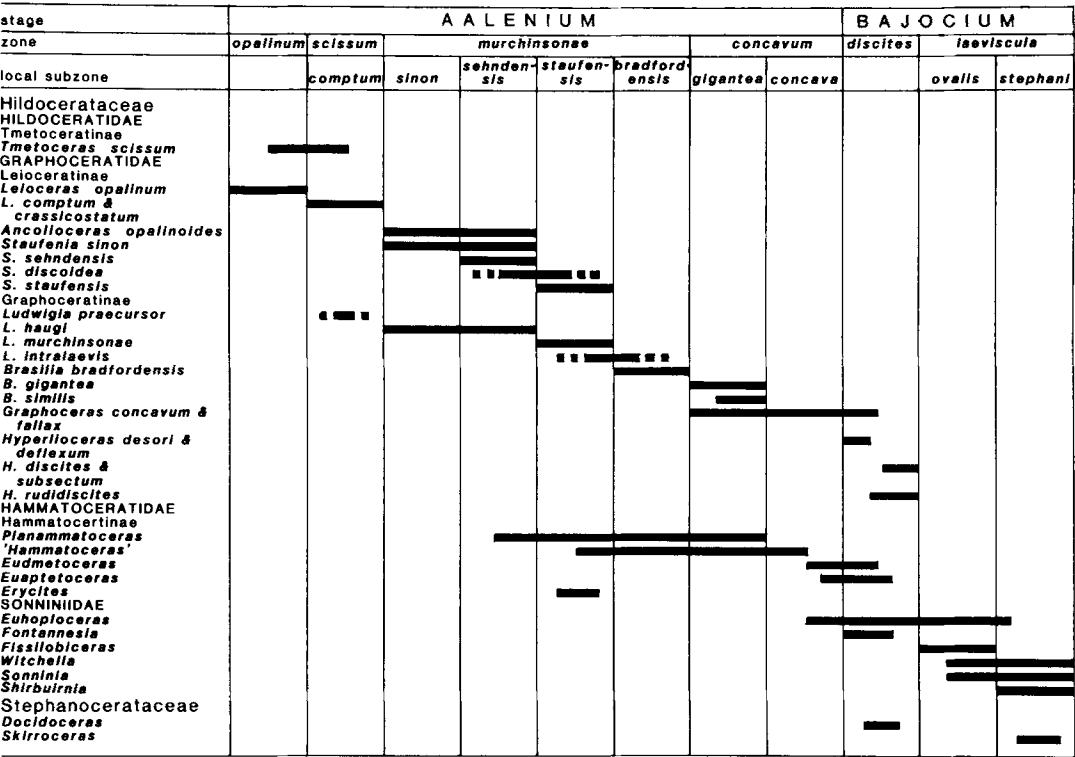 stage AALENIUM BAJOCIUM
zone opalinum scissum murchinsonae concavum discites laeviscula
local subzone comptum sinon sehnden-sis staufen-sis bradford-ensis gigantea concava ovalis stephani
Hildocerataceae
HILDOCERATIDAE
Tmetoceratinae
Tmetoceras scissum
GRAPHOCERATIDAE
Leioceratinae
Leioceras opalinum
L. comptum &
crassicostatum
Ancolioceras opalinoides
Staufenia sinon
S. sehndensis
S. discoidea
S. staufensis
Graphoceratinae
Ludwigia praecursor
L. haugi
L. murchinsonae
L. intralaevis
Brasilia bradfordensis
B. gigantea
B. similis
Graphoceras concavum &
fallax
Hyperlioceras desori &
deflexum
H. discites &
subsectum
H. rudidiscites
HAMMATOCERATIDAE
Hammatocertinae
Planammatoceras
'Hammatoceras'
Eudmetoceras
Euaptetoceras
Erycites
SONNINIIDAE
Euhoploceras
Fontannesia
Fissilobiceras
Witchella
Sonninia
Shirbuirnia
Stephanocerataceae
Docidoceras
Skirroceras